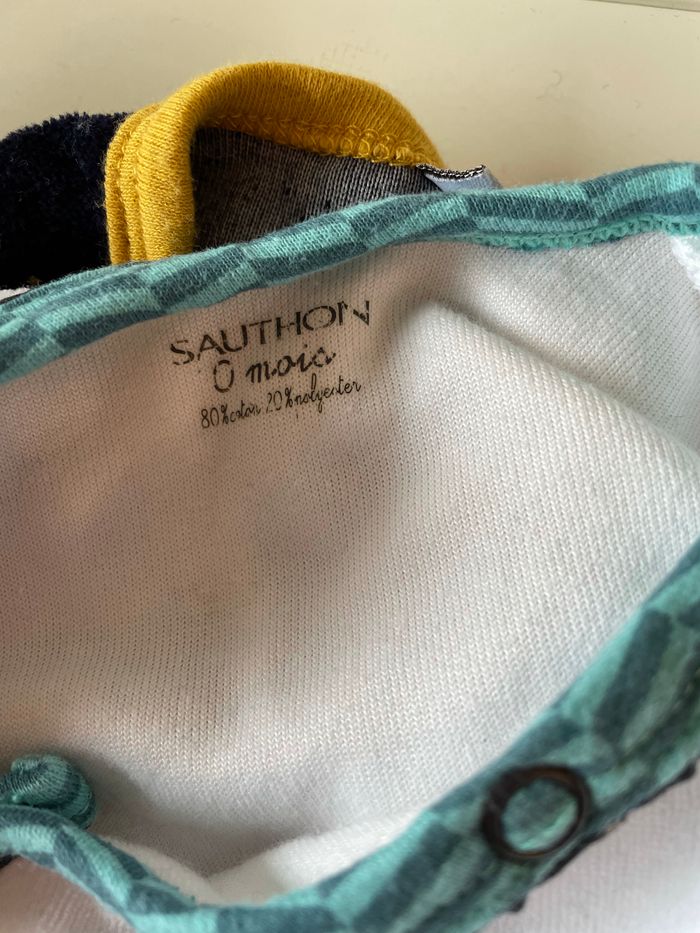 SAUTHON
0 mois
80% coton 20% polyester